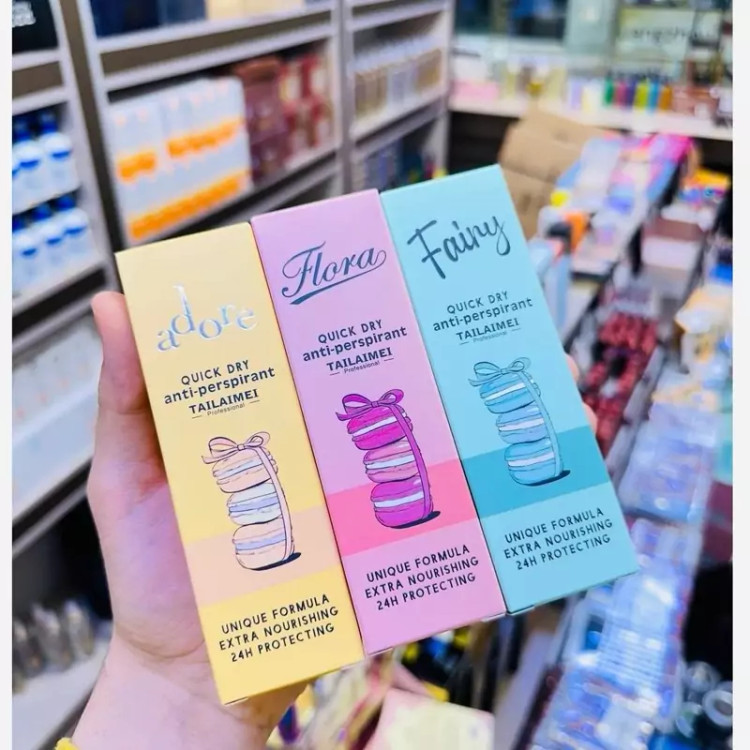 adore
QUICK DRY
anti-perspirant
TAILAIMEI
Professional
UNIQUE FORMULA
EXTRA NOURISHING
24H PROTECTING
Flora
QUICK DRY
anti-perspirant
TAILAIMEI
Professional
UNIQUE FORMULA
EXTRA NOURISHING
24H PROTECTING
Fairy
QUICK DRY
anti-perspirant
TAILAIMEI
Professional
UNIQUE FORMULA
EXTRA NOURISHING
24H PROTECTING